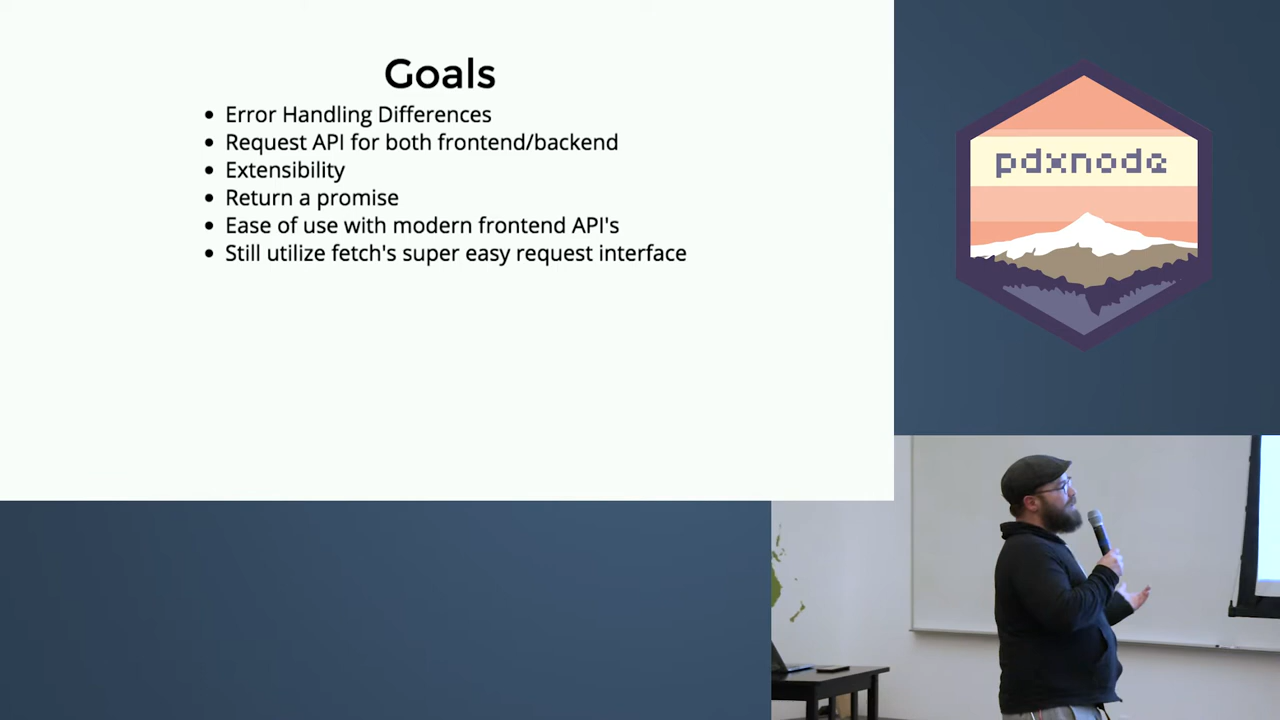 Goals
Error Handling Differences
Request API for both frontend/backend
Extensibility
Return a promise
Ease of use with modern frontend API's
Still utilize fetch's super easy request interface
pdxnode